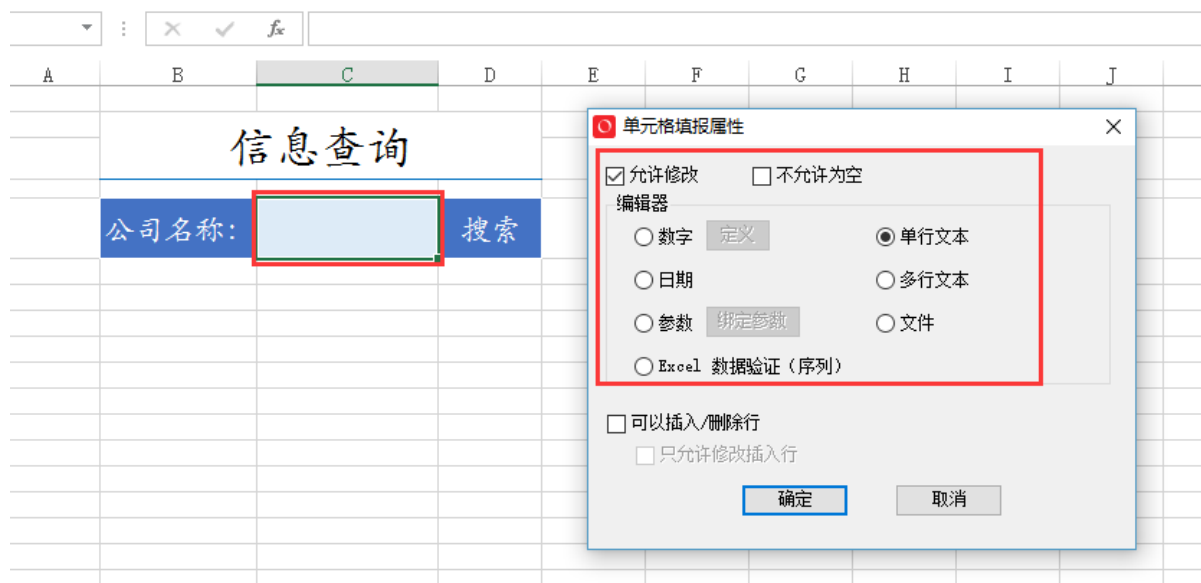 fx
A B C D E F G H I J
信息查询
公司名称: 搜索
单元格填报属性
允许修改 不允许为空
编辑器
数字 定义 单行文本
日期 多行文本
参数 绑定参数 文件
Excel 数据验证（序列）
可以插入/删除行
只允许修改插入行
确定 取消